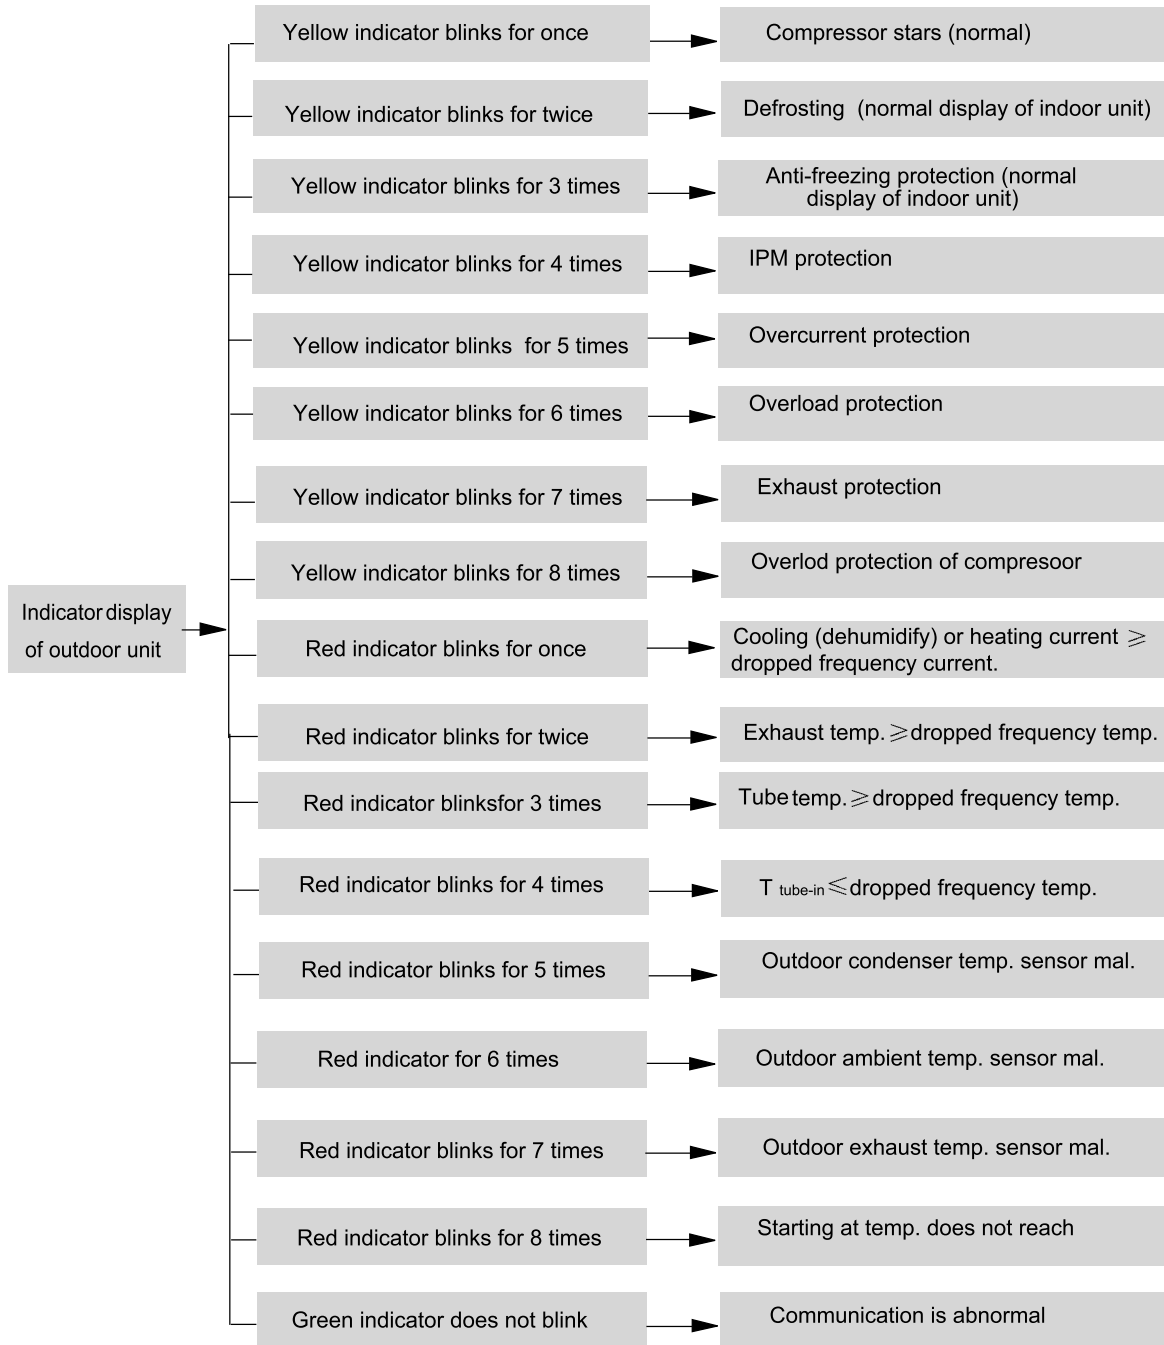 Yellow indicator blinks for once
Compressor stars (normal)
Yellow indicator blinks for twice
Defrosting (normal display of indoor unit)
Yellow indicator blinks for 3 times
Anti-freezing protection (normal
display of indoor unit)
Yellow indicator blinks for 4 times
IPM protection
Yellow indicator blinks for 5 times
Overcurrent protection
Yellow indicator blinks for 6 times
Overload protection
Yellow indicator blinks for 7 times
Exhaust protection
Yellow indicator blinks for 8 times
Overlod protection of compresoor
Indicator display
of outdoor unit
Red indicator blinks for once
Cooling (dehumidify) or heating current ≥
dropped frequency current.
Red indicator blinks for twice
Exhaust temp. ≥dropped frequency temp.
Red indicator blinksfor 3 times
Tube temp. ≥dropped frequency temp.
Red indicator blinks for 4 times
T tube-in ≤dropped frequency temp.
Red indicator blinks for 5 times
Outdoor condenser temp. sensor mal.
Red indicator for 6 times
Outdoor ambient temp. sensor mal.
Red indicator blinks for 7 times
Outdoor exhaust temp. sensor mal.
Red indicator blinks for 8 times
Starting at temp. does not reach
Green indicator does not blink
Communication is abnormal